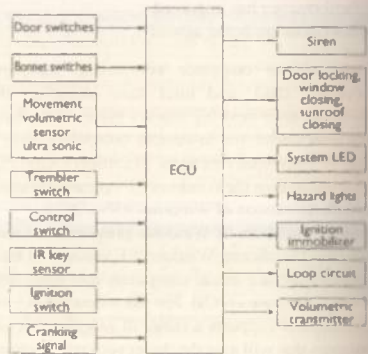 Door switches
Bonnet switches
Movement
volumetric
sensor
ultra sonic
Trembler
switch
Control
switch
IR key
sensor
Ignition
switch
Cranking
signal
ECU
Siren
Door locking,
window
closing,
sunroof
closing
System LED
Hazard lights
Ignition
immobilizer
Loop circuit
Volumetric
transmitter